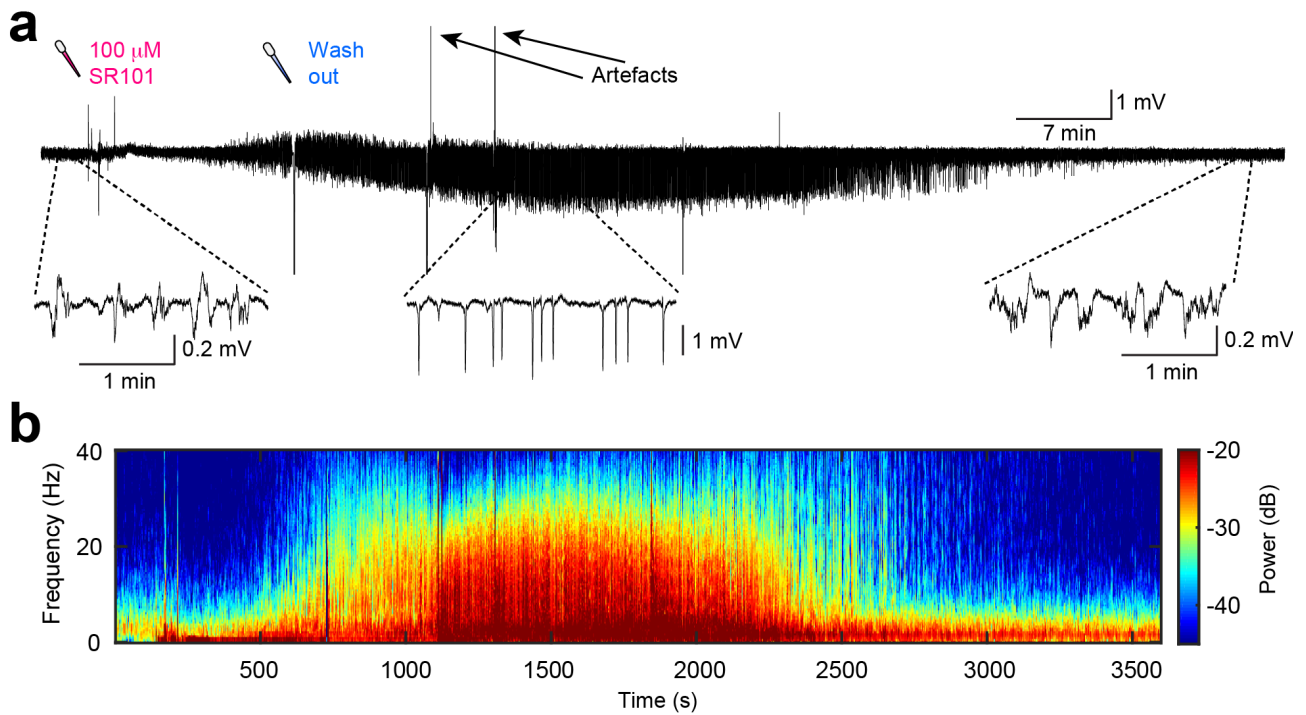 a
100 μM
SR101
Wash
out
Artefacts
1 mV
7 min
0.2 mV
1 min
1 mV
0.2 mV
1 min
b
40
20
0
Frequency (Hz)
500
1000
1500
2000
2500
3000
3500
Time (s)
-20
-30
-40
Power (dB)